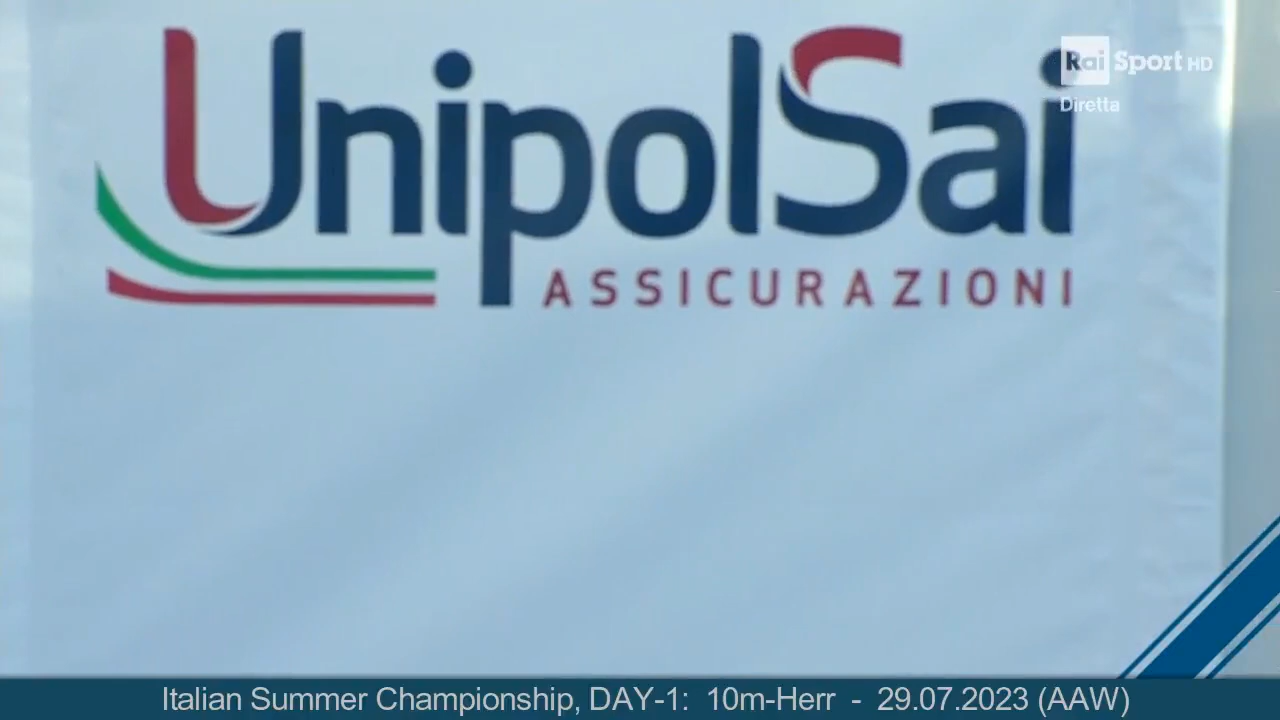 UnipolSai
ASSICURAZIONI
Rai Sport HD
Diretta
Italian Summer Championship, DAY-1:  10m-Herr  -  29.07.2023 (AAW)